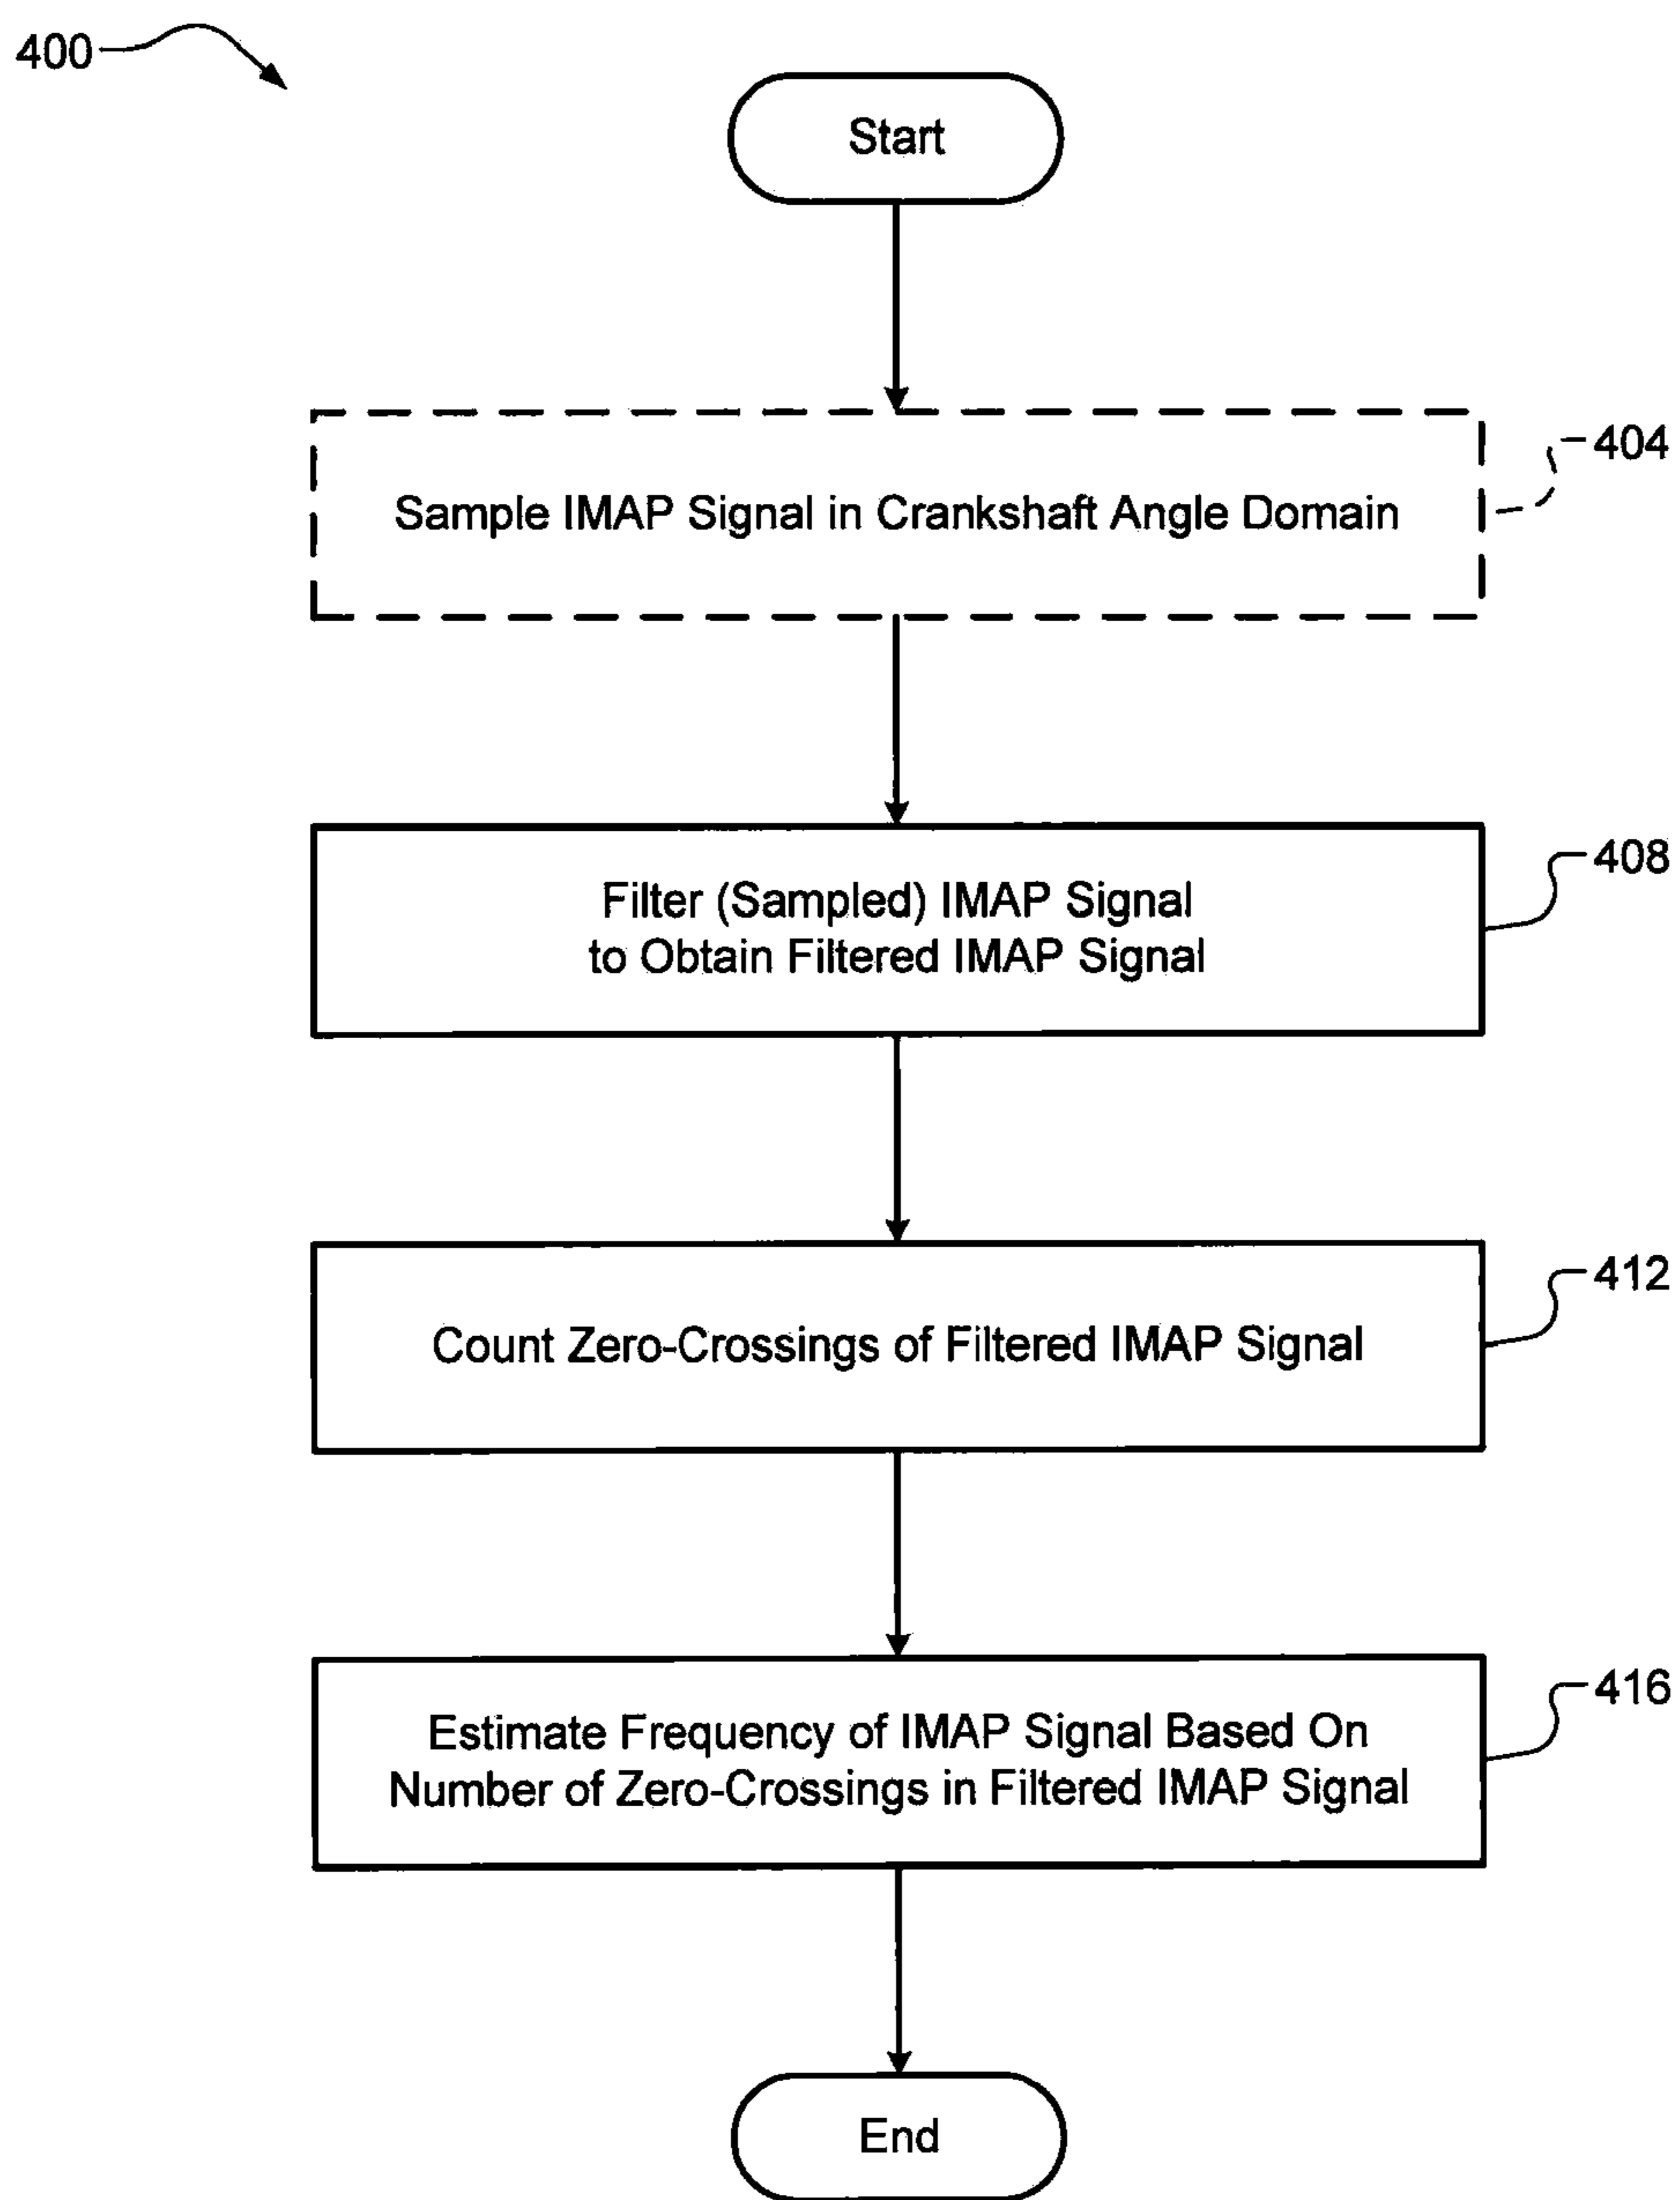 400
Start
Sample IMAP Signal in Crankshaft Angle Domain
404
Filter (Sampled) IMAP Signal
to Obtain Filtered IMAP Signal
408
Count Zero-Crossings of Filtered IMAP Signal
412
Estimate Frequency of IMAP Signal Based On
Number of Zero-Crossings in Filtered IMAP Signal
416
End